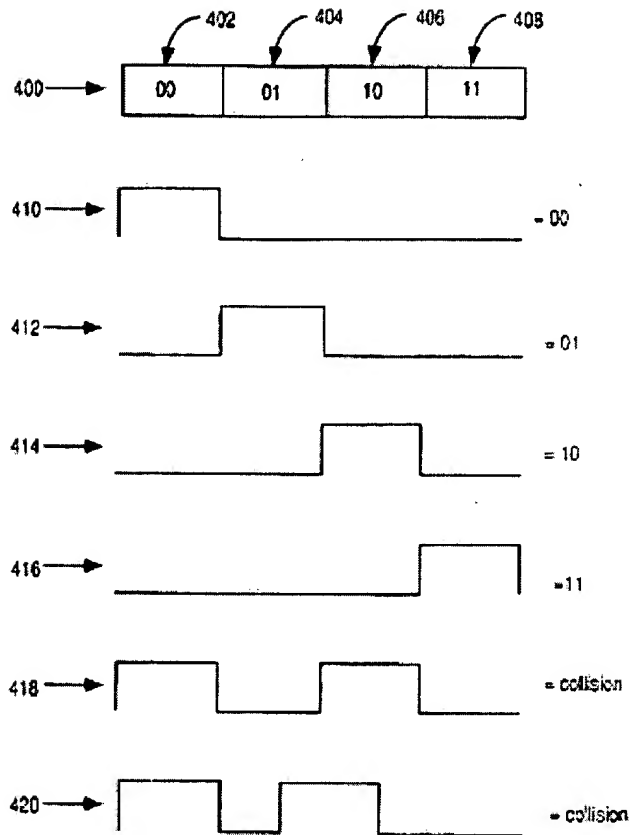 402 404 406 408
400 00 01 10 11
410 = 00
412 = 01
414 = 10
416 =11
418 = collision
420 = collision